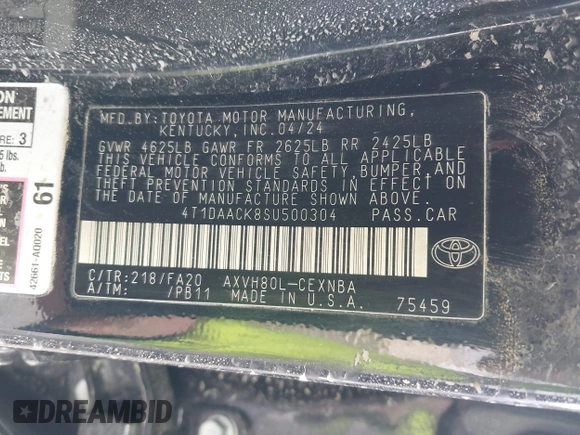 MFD.BY:TOYOTA MOTOR MANUFACTURING,
KENTUCKY,INC.04/24
GVWR 4625LB GAWR FR 2625LB RR 2425LB
THIS VEHICLE CONFORMS TO ALL APPLICABLE
FEDERAL MOTOR VEHICLE SAFETY,BUMPER,AND
THEFT PREVENTION STANDARDS IN EFFECT ON
THE DATE OF MANUFACTURE SHOWN ABOVE.
4T1DAACK8SU500304 PASS.CAR
C/TR:218/FA20 AXVH80L-CEXNBA
A/TM: /PB11 MADE IN U.S.A. 75459
3
61
42661-AQ020
DREAMBID